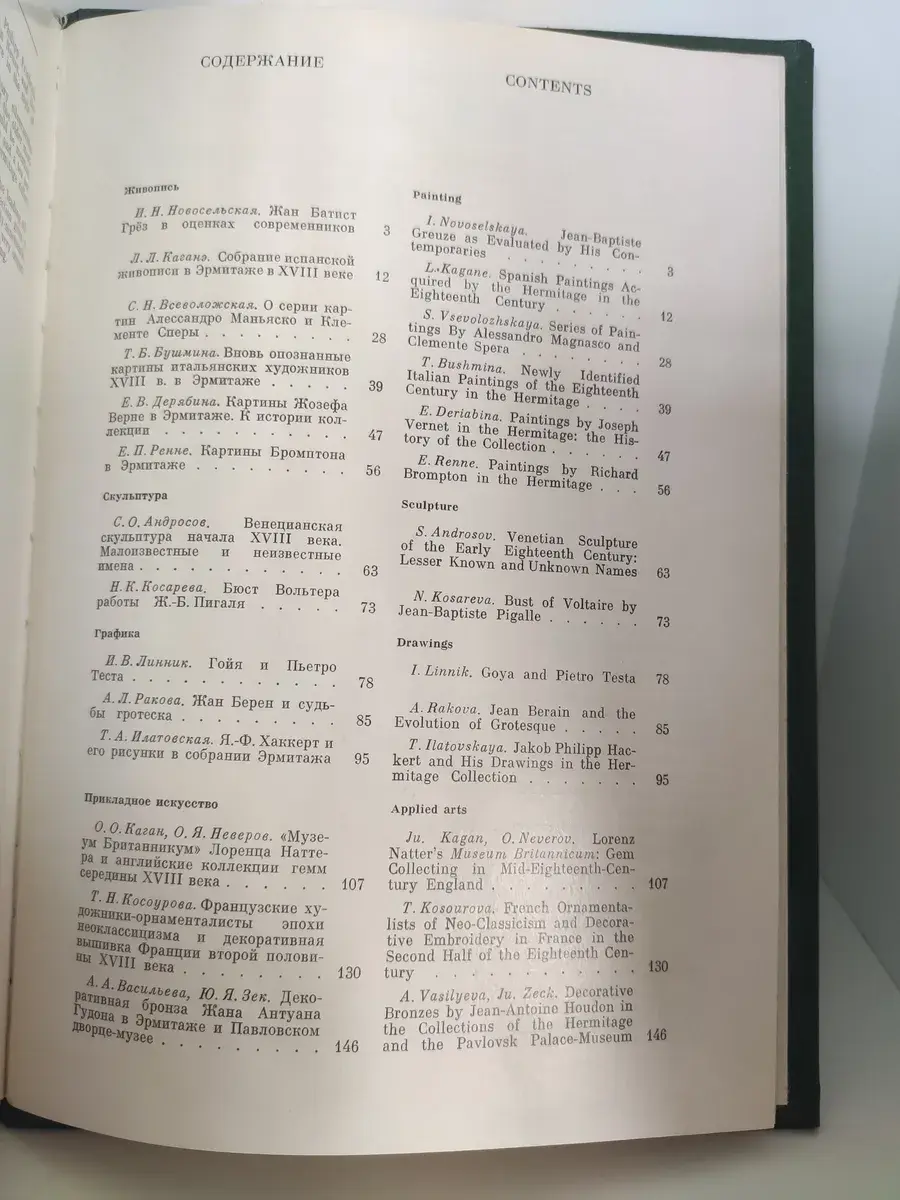 СОДЕРЖАНИЕ
Живопись
И. Н. Новосельская. Жан Батист
Грёз в оценках современников 3
Л. Л. Каганэ. Собрание испанской
живописи в Эрмитаже в XVIII веке 12
С. Н. Всеволожская. О серии кар-
тин Алессандро Маньяско и Кле-
менте Сперы . . . . . . . . . 28
Т. Б. Бушмина. Вновь опознанные
картины итальянских художников
XVIII в. в Эрмитаже . . . . . 39
Е. В. Дерябина. Картины Жозефа
Верне в Эрмитаже. К истории кол-
лекции . . . . . . . . . . . 47
Е. П. Ренне. Картины Бромптона
в Эрмитаже . . . . . . . . . 56
Скульптура
С. О. Андросов. Венецианская
скульптура начала XVIII века.
Малоизвестные и неизвестные
имена . . . . . . . . . . . . 63
Н. К. Косарева. Бюст Вольтера
работы Ж.-Б. Пигаля . . . . . 73
Графика
И. В. Линник. Гойя и Пьетро
Теста . . . . . . . . . . . . 78
А. Л. Ракова. Жан Берен и судь-
бы гротеска . . . . . . . . . 85
Т. А. Илатовская. Я.-Ф. Хаккерт и
его рисунки в собрании Эрмитажа 95
Прикладное искусство
О. О. Каган, О. Я. Неверов. «Музе-
ум Британникум» Лоренца Натте-
ра и английские коллекции гемм
середины XVIII века . . . . . . 107
Т. Н. Косоурова. Французские ху-
дожники-орнаменталисты эпохи
неоклассицизма и декоративная
вышивка Франции второй полови-
ны XVIII века . . . . . . . . 130
А. А. Васильева, Ю. Я. Зек. Деко-
ративная бронза Жана Антуана
Гудона в Эрмитаже и Павловском
дворце-музее . . . . . . . . . 146
CONTENTS
Painting
I. Novoselskaya. Jean-Baptiste
Greuze as Evaluated by His Con-
temporaries . . . . . . . . 3
L. Kagane. Spanish Paintings Ac-
quired by the Hermitage in the
Eighteenth Century . . . . . . 12
S. Vsevolozhskaya. Series of Pain-
tings By Alessandro Magnasco and
Clemente Spera . . . . . . . . 28
T. Bushmina. Newly Identified
Italian Paintings of the Eighteenth
Century in the Hermitage . . . . 39
E. Deriabina. Paintings by Joseph
Vernet in the Hermitage: the His-
tory of the Collection . . . . . . 47
E. Renne. Paintings by Richard
Brompton in the Hermitage . . . 56
Sculpture
S. Androsov. Venetian Sculpture
of the Early Eighteenth Century:
Lesser Known and Unknown Names 63
N. Kosareva. Bust of Voltaire by
Jean-Baptiste Pigalle . . . . . . 73
Drawings
I. Linnik. Goya and Pietro Testa 78
A. Rakova. Jean Berain and the
Evolution of Grotesque . . . . . 85
T. Ilatovskaya. Jakob Philipp Hac-
kert and His Drawings in the Her-
mitage Collection . . . . . . . 95
Applied arts
Ju. Kagan, O. Neverov. Lorenz
Natter's Museum Britannicum: Gem
Collecting in Mid-Eighteenth-Cen-
tury England . . . . . . . . . 107
T. Kosourova. French Ornamenta-
lists of Neo-Classicism and Decora-
tive Embroidery in France in the
Second Half of the Eighteenth Cen-
tury . . . . . . . . . . . 130
A. Vasilyeva, Ju. Zeck. Decorative
Bronzes by Jean-Antoine Houdon in
the Collections of the Hermitage
and the Pavlovsk Palace-Museum 146